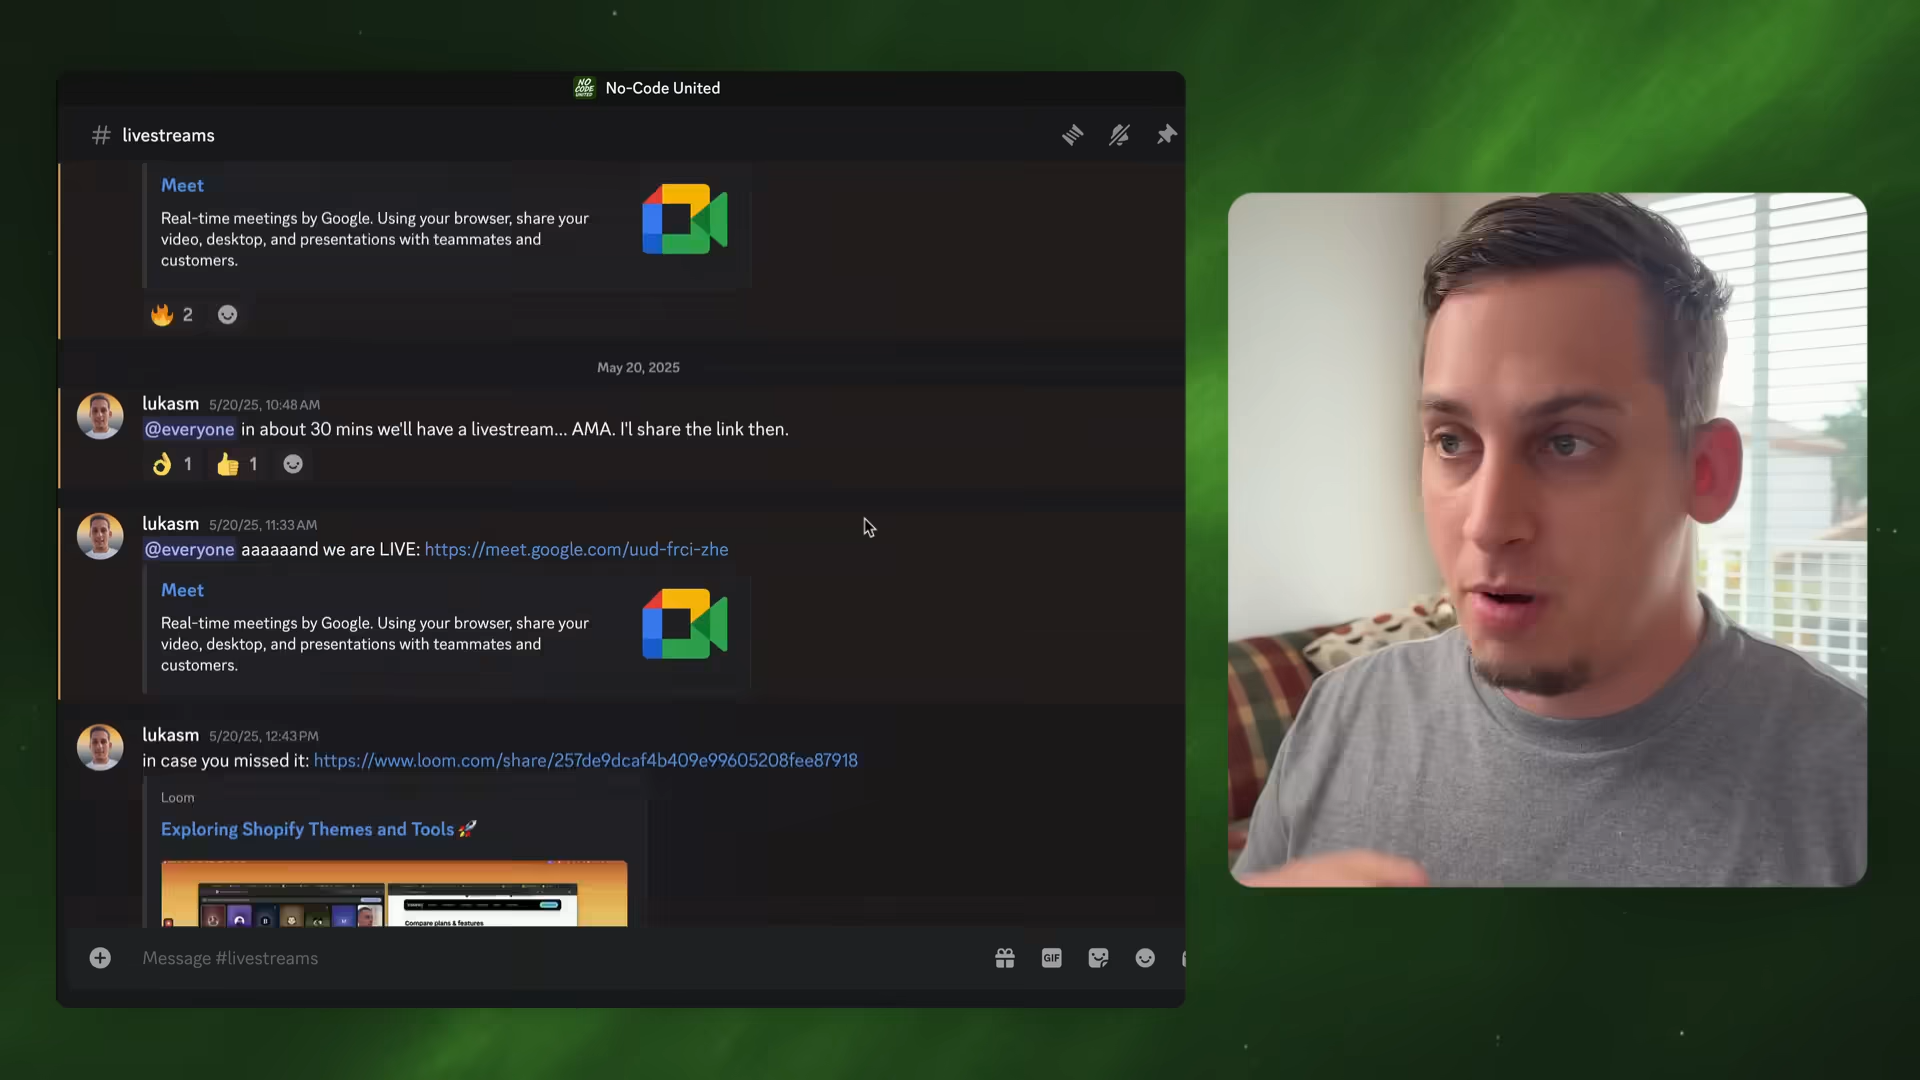 NO CODE UNITED
No-Code United
# livestreams
Meet
Real-time meetings by Google. Using your browser, share your
video, desktop, and presentations with teammates and
customers.
🔥 2
May 20, 2025
lukasm 5/20/25, 10:48 AM
@everyone in about 30 mins we'll have a livestream... AMA. I'l share the link then.
👌 1 👍 1
lukasm 5/20/25, 11:33 AM
@everyone aaaaaand we are LIVE: https://meet.google.com/uud-frci-zhe
Meet
Real-time meetings by Google. Using your browser, share your
video, desktop, and presentations with teammates and
customers.
lukasm 5/20/25, 12:43 PM
in case you missed it: https://www.loom.com/share/257de9dcaf4b409e99605208fee87918
Loom
Exploring Shopify Themes and Tools 🚀
Compare plans & features
Message #livestreams
GIF